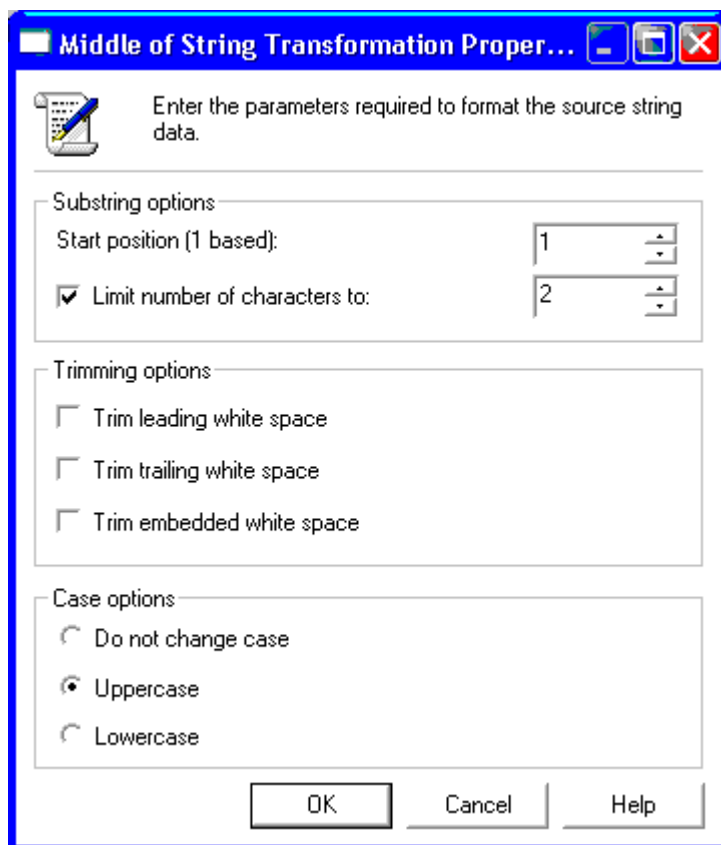 Middle of String Transformation Proper...
Enter the parameters required to format the source string
data.
Substring options
Start position (1 based): 1
Limit number of characters to: 2
Trimming options
Trim leading white space
Trim trailing white space
Trim embedded white space
Case options
Do not change case
Uppercase
Lowercase
OK Cancel Help